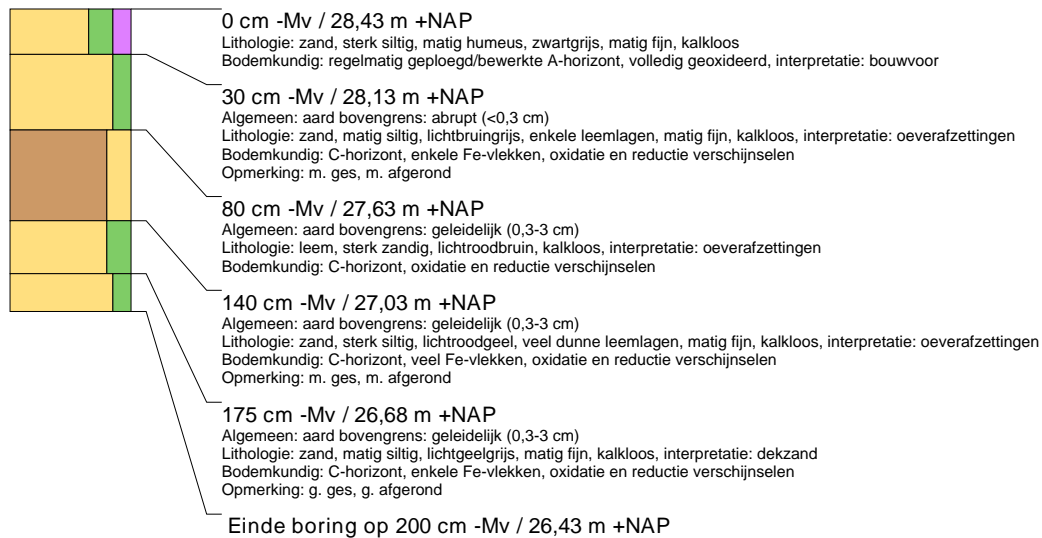 0 cm -Mv / 28,43 m +NAP
Lithologie: zand, sterk siltig, matig humeus, zwartgrijs, matig fijn, kalkloos
Bodemkundig: regelmatig geploegd/bewerkte A-horizont, volledig geoxideerd, interpretatie: bouwvoor
30 cm -Mv / 28,13 m +NAP
Algemeen: aard bovengrens: abrupt (<0,3 cm)
Lithologie: zand, matig siltig, lichtbruingrijs, enkele leemlagen, matig fijn, kalkloos, interpretatie: oeverafzettingen
Bodemkundig: C-horizont, enkele Fe-vlekken, oxidatie en reductie verschijnselen
Opmerking: m. ges, m. afgerond
80 cm -Mv / 27,63 m +NAP
Algemeen: aard bovengrens: geleidelijk (0,3-3 cm)
Lithologie: leem, sterk zandig, lichtroodbruin, kalkloos, interpretatie: oeverafzettingen
Bodemkundig: C-horizont, oxidatie en reductie verschijnselen
140 cm -Mv / 27,03 m +NAP
Algemeen: aard bovengrens: geleidelijk (0,3-3 cm)
Lithologie: zand, sterk siltig, lichtroodgeel, veel dunne leemlagen, matig fijn, kalkloos, interpretatie: oeverafzettingen
Bodemkundig: C-horizont, veel Fe-vlekken, oxidatie en reductie verschijnselen
Opmerking: m. ges, m. afgerond
175 cm -Mv / 26,68 m +NAP
Algemeen: aard bovengrens: geleidelijk (0,3-3 cm)
Lithologie: zand, matig siltig, lichtgeelgrijs, matig fijn, kalkloos, interpretatie: dekzand
Bodemkundig: C-horizont, enkele Fe-vlekken, oxidatie en reductie verschijnselen
Opmerking: g. ges, g. afgerond
Einde boring op 200 cm -Mv / 26,43 m +NAP